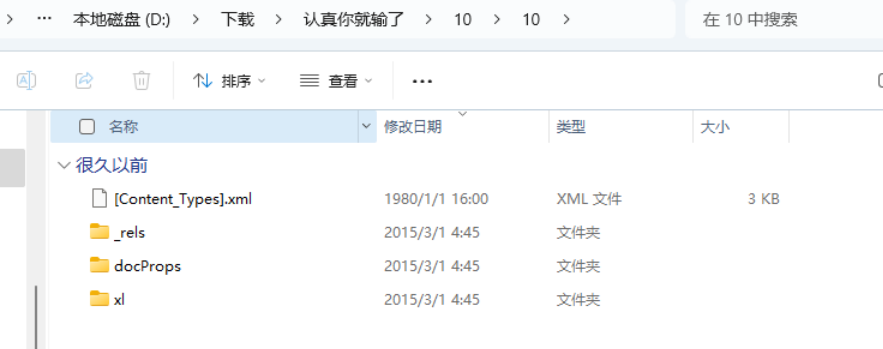 … 本地磁盘 (D:) 下载 认真你就输了 10 10 在 10 中搜索
排序 查看 •••
名称 修改日期 类型 大小
很久以前
[Content_Types].xml 1980/1/1 16:00 XML 文件 3 KB
_rels 2015/3/1 4:45 文件夹
docProps 2015/3/1 4:45 文件夹
xl 2015/3/1 4:45 文件夹